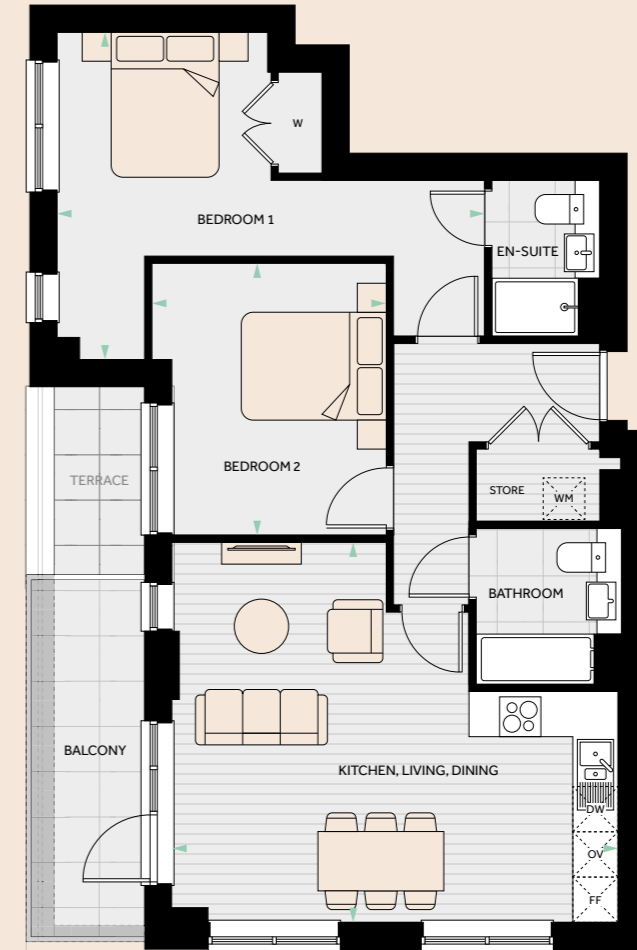 W
BEDROOM 1
EN-SUITE
BEDROOM 2
TERRACE
STORE
WM
BATHROOM
BALCONY
KITCHEN, LIVING, DINING
DW
OV
FF